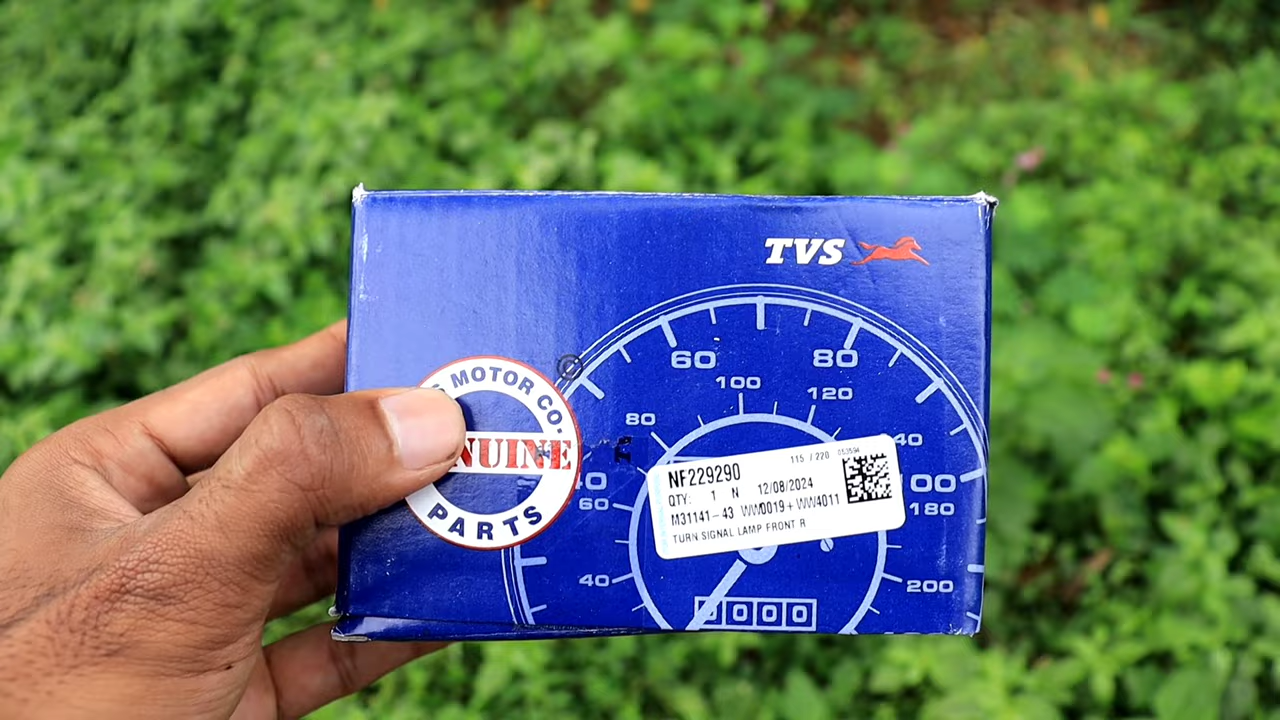 TVS
MOTOR CO.
NUINE
PARTS
60
80
100
120
80
40
40
00
60
180
40
200
0000
NF229290
115 / 220
053594
QTY: 1 N 12/08/2024
M31141-43 WW0019+WW4011
TURN SIGNAL LAMP FRONT R